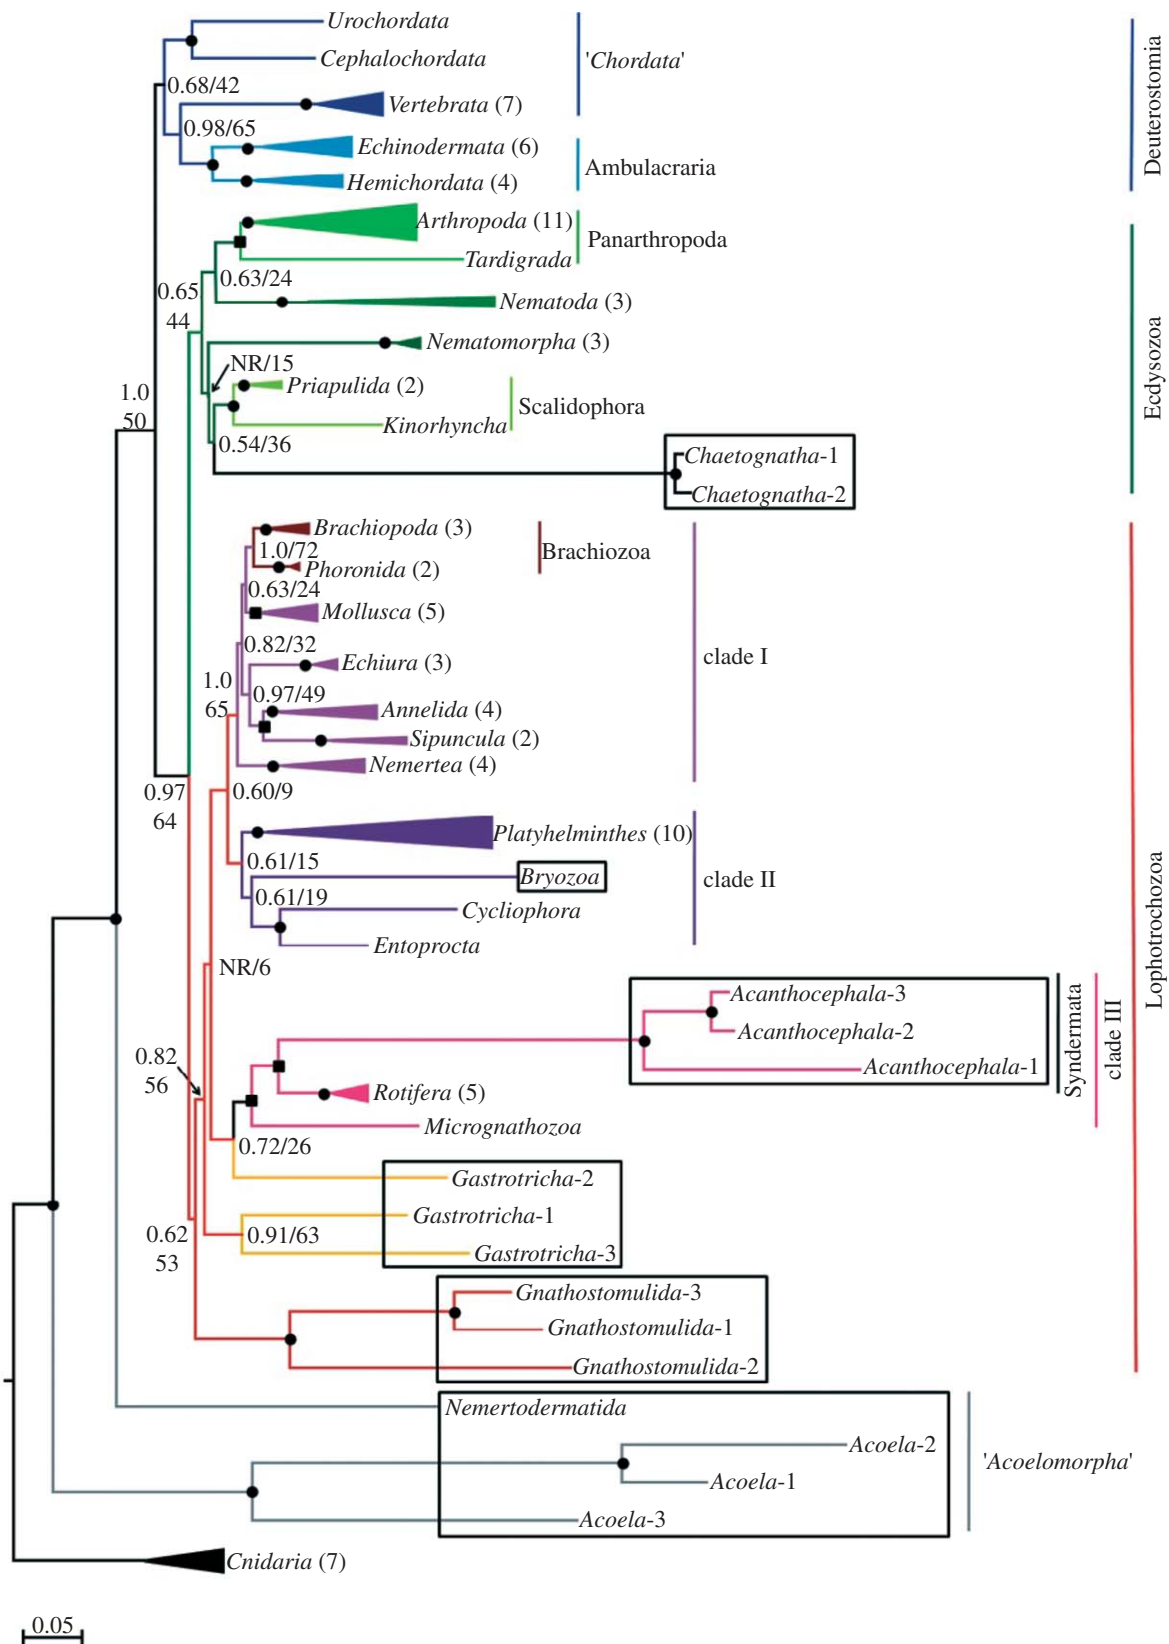 Urochordata
Cephalochordata
'Chordata'
0.68/42
Vertebrata (7)
0.98/65
Echinodermata (6)
Ambulacraria
Hemichordata (4)
Deuterostomia
Arthropoda (11)
Panarthropoda
Tardigrada
0.63/24
0.65
44
Nematoda (3)
Nematomorpha (3)
NR/15
Priapulida (2)
Scalidophora
Kinorhyncha
0.54/36
1.0
50
Chaetognatha-1
Chaetognatha-2
Ecdysozoa
Brachiopoda (3)
1.0/72
Brachiozoa
Phoronida (2)
0.63/24
Mollusca (5)
0.82/32
Echiura (3)
clade I
1.0
65
0.97/49
Annelida (4)
Sipuncula (2)
Nemertea (4)
0.97
64
0.60/9
Platyhelminthes (10)
0.61/15
Bryozoa
clade II
0.61/19
Cycliophora
Entoprocta
NR/6
Lophotrochozoa
Acanthocephala-3
Acanthocephala-2
Acanthocephala-1
Syndermata
clade III
0.82
56
Rotifera (5)
Micrognathozoa
0.72/26
Gastrotricha-2
Gastrotricha-1
0.91/63
Gastrotricha-3
0.62
53
Gnathostomulida-3
Gnathostomulida-1
Gnathostomulida-2
Nemertodermatida
Acoela-2
'Acoelomorpha'
Acoela-1
Acoela-3
Cnidaria (7)
0.05